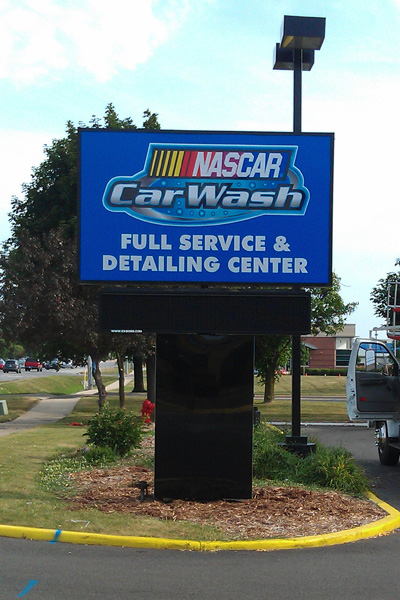 NASCAR
Car Wash
FULL SERVICE &
DETAILING CENTER